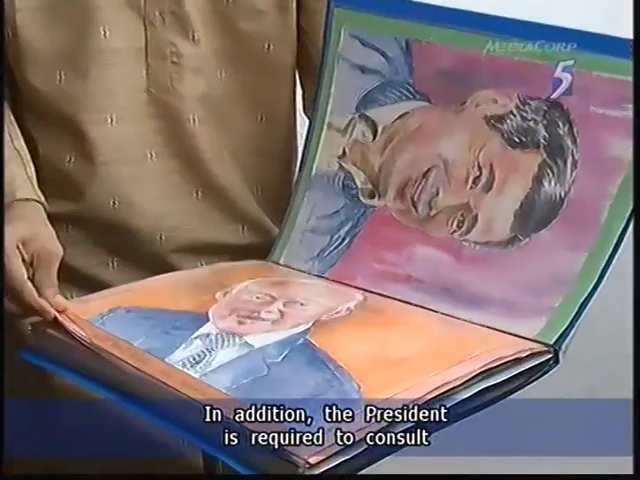 MEDIACORP
5
In addition, the President
is required to consult